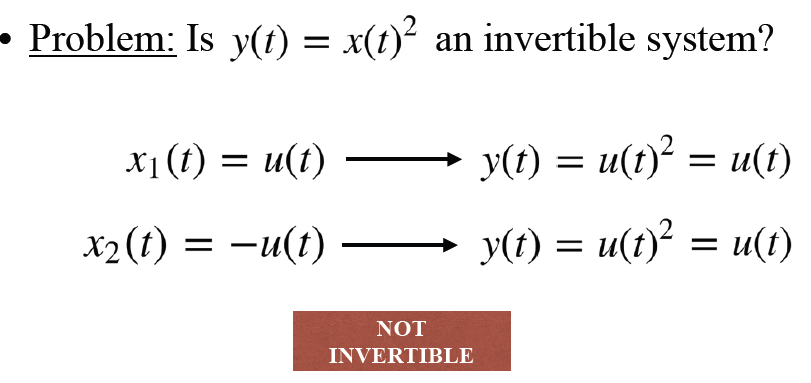 • Problem: Is y(t) = x(t)² an invertible system?
x₁(t) = u(t) ⟶ y(t) = u(t)² = u(t)
x₂(t) = −u(t) ⟶ y(t) = u(t)² = u(t)
NOT
INVERTIBLE